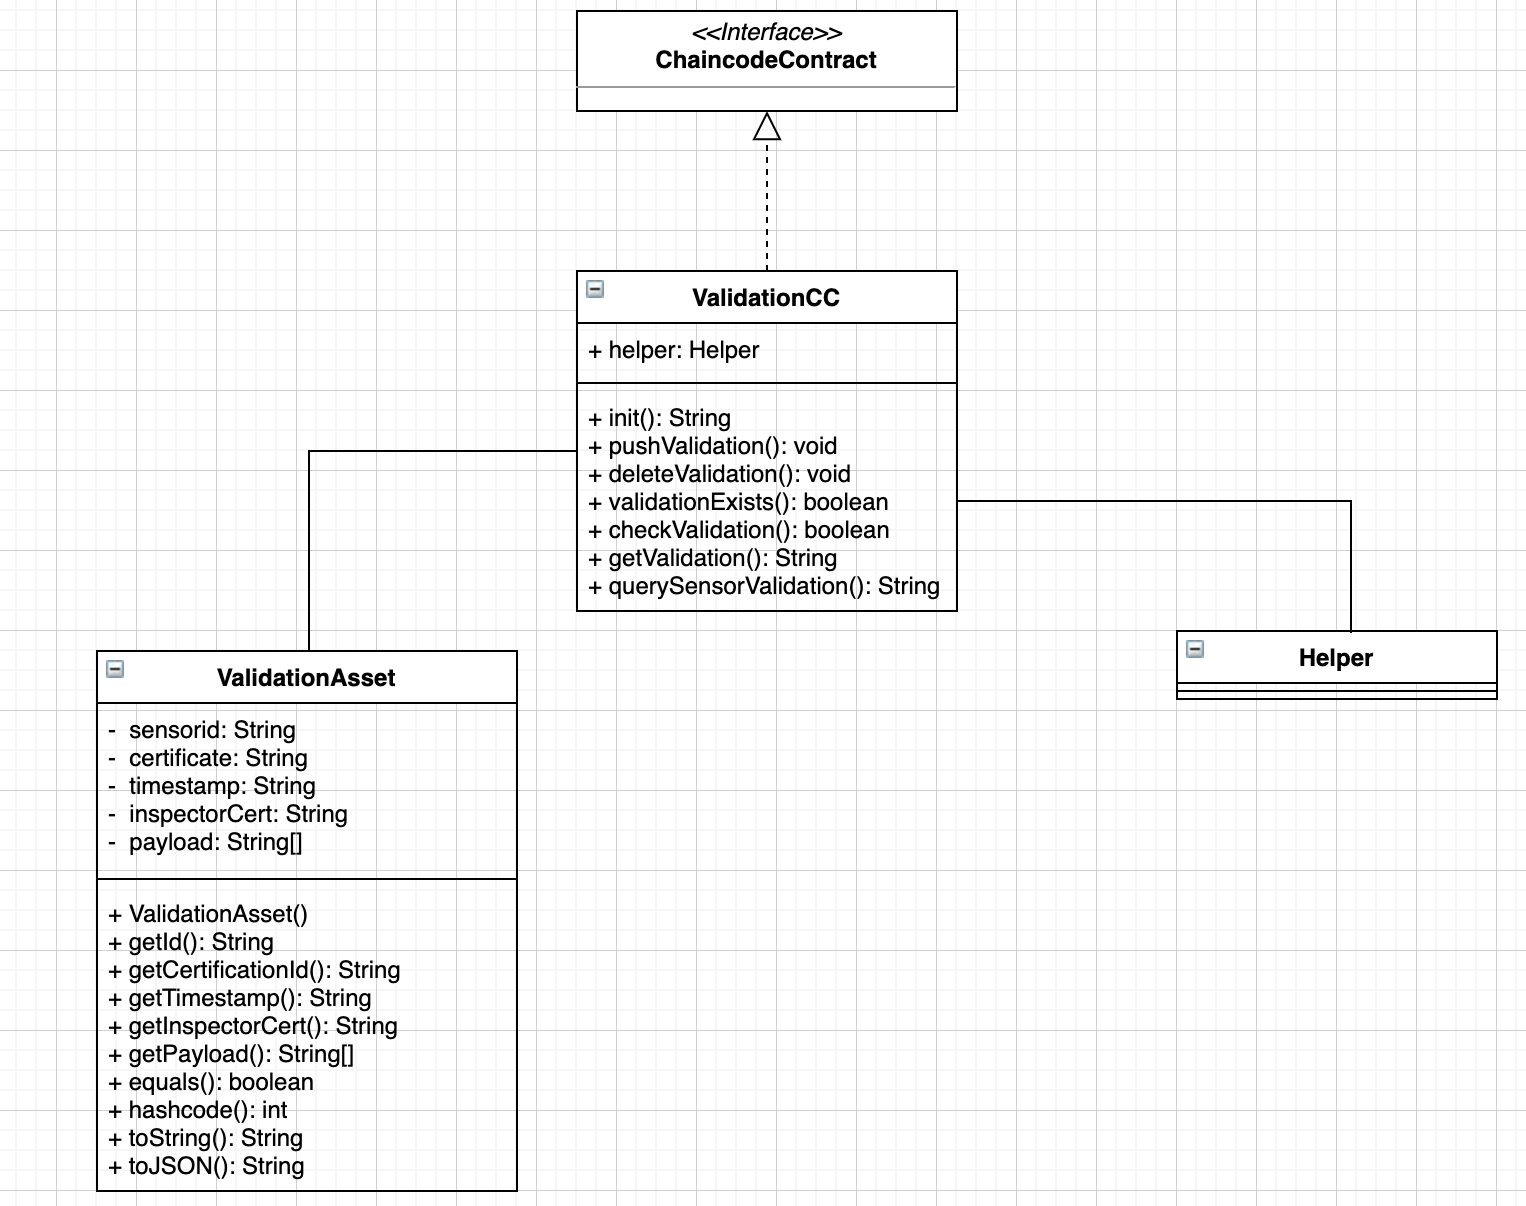 <<Interface>>
ChaincodeContract
ValidationCC
+ helper: Helper
+ init(): String
+ pushValidation(): void
+ deleteValidation(): void
+ validationExists(): boolean
+ checkValidation(): boolean
+ getValidation(): String
+ querySensorValidation(): String
Helper
ValidationAsset
- sensorid: String
- certificate: String
- timestamp: String
- inspectorCert: String
- payload: String[]
+ ValidationAsset()
+ getId(): String
+ getCertificationId(): String
+ getTimestamp(): String
+ getInspectorCert(): String
+ getPayload(): String[]
+ equals(): boolean
+ hashcode(): int
+ toString(): String
+ toJSON(): String